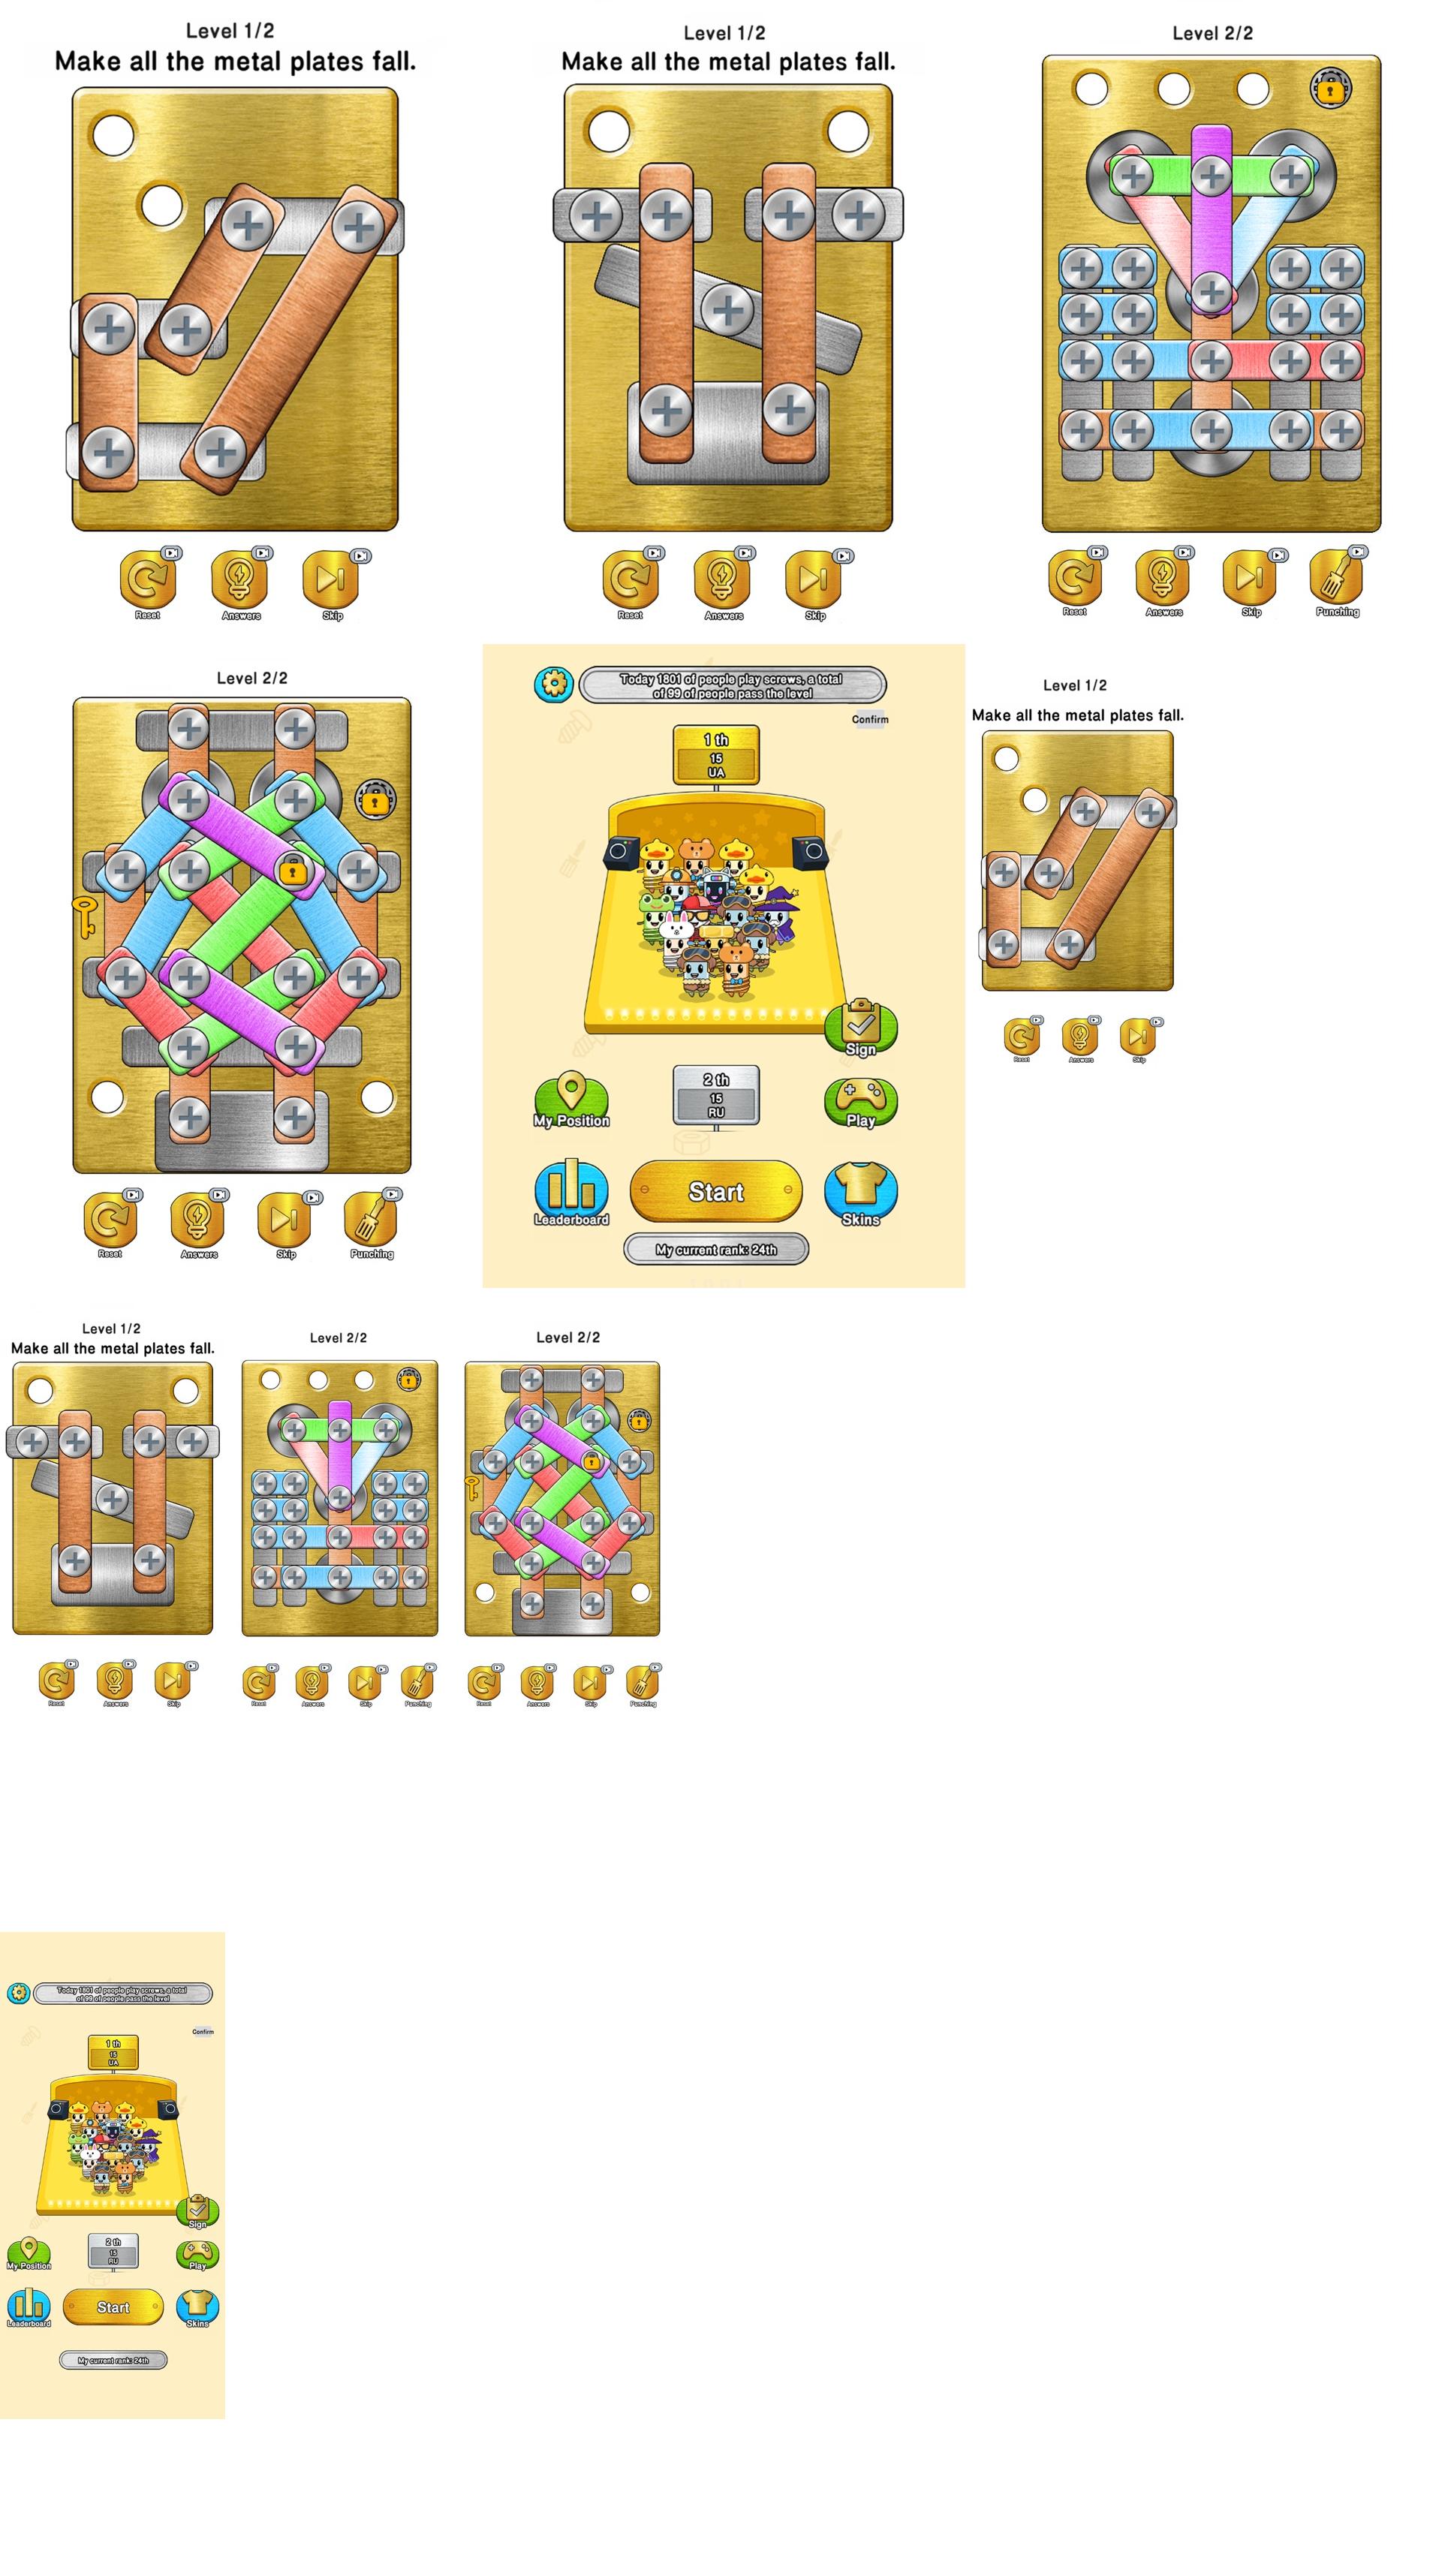 Level 1/2
Make all the metal plates fall.
Reset
Answers
Skip
Level 1/2
Make all the metal plates fall.
Reset
Answers
Skip
Level 2/2
Reset
Answers
Skip
Punching
Level 2/2
Reset
Answers
Skip
Punching
Today 1801 of people play screws, a total
of 99 of people pass the level
Confirm
1 th
15
UA
Sign
My Position
2 th
15
RU
Play
Leaderboard
Start
Skins
My current rank: 24th
Level 1/2
Make all the metal plates fall.
Reset
Answers
Skip
Level 1/2
Make all the metal plates fall.
Reset
Answers
Skip
Level 2/2
Reset
Answers
Skip
Punching
Level 2/2
Reset
Answers
Skip
Punching
Today 1801 of people play screws, a total
of 99 of people pass the level
Confirm
1 th
15
UA
Sign
My Position
2 th
15
RU
Play
Leaderboard
Start
Skins
My current rank: 24th